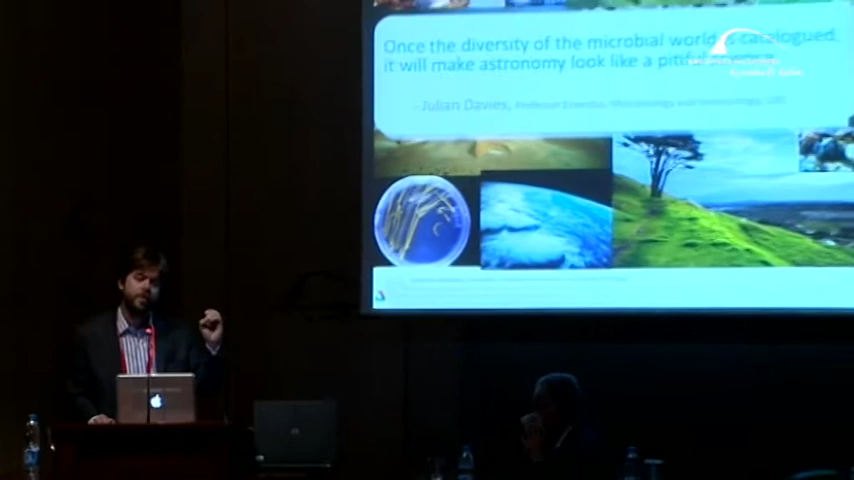 Once the diversity of the microbial world is catalogued,
it will make astronomy look like a pitiful science
- Julian Davies, Professor Emeritus, Microbiology and Immunology, UBC